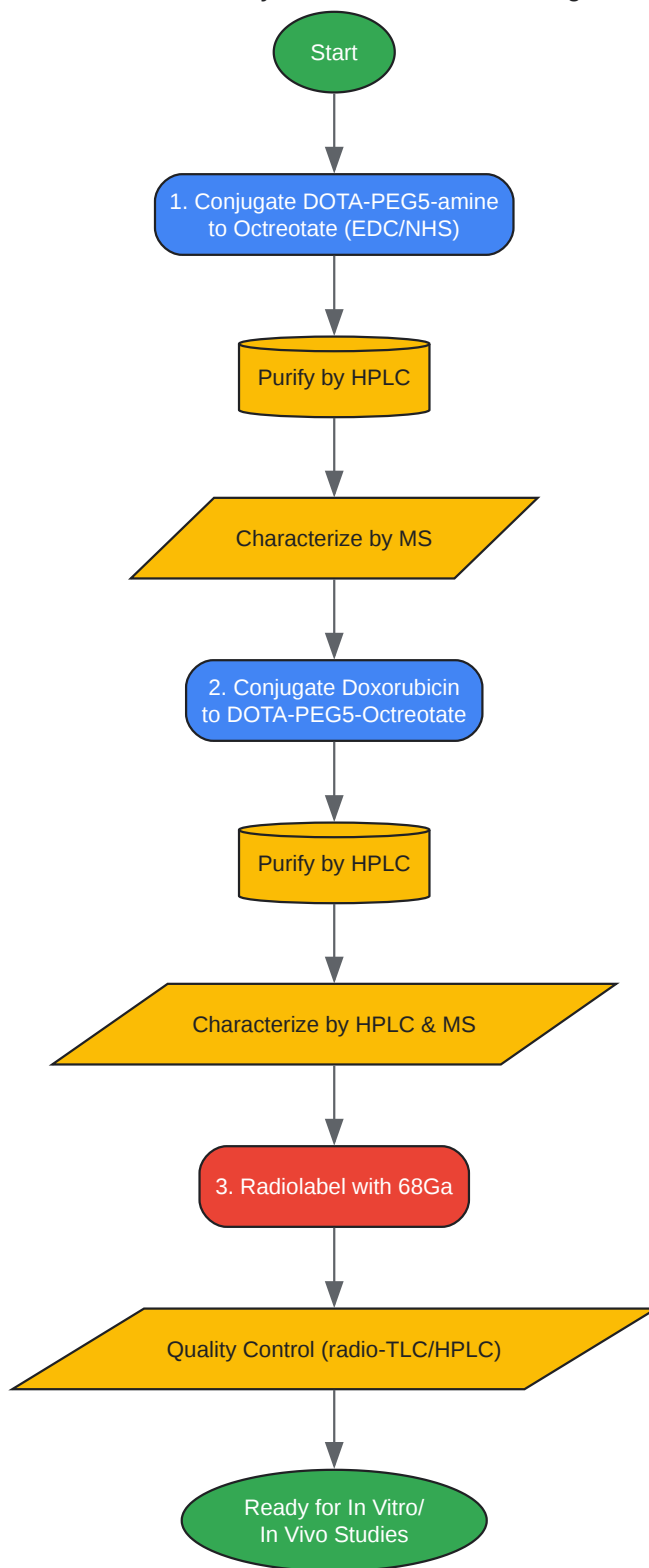 Start
1. Conjugate DOTA-PEG5-amine
to Octreotate (EDC/NHS)
Purify by HPLC
Characterize by MS
2. Conjugate Doxorubicin
to DOTA-PEG5-Octreotate
Purify by HPLC
Characterize by HPLC & MS
3. Radiolabel with 68Ga
Quality Control (radio-TLC/HPLC)
Ready for In Vitro/
In Vivo Studies